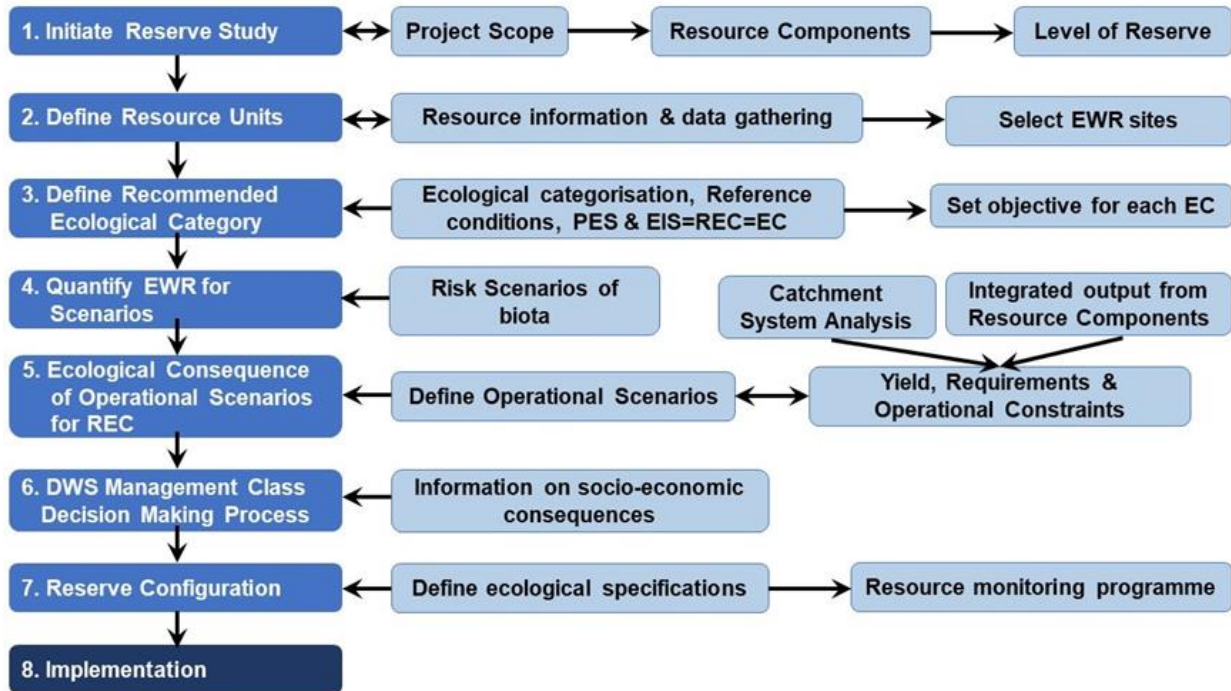 1. Initiate Reserve Study
Project Scope
Resource Components
Level of Reserve
2. Define Resource Units
Resource information & data gathering
Select EWR sites
3. Define Recommended
Ecological Category
Ecological categorisation, Reference
conditions, PES & EIS=REC=EC
Set objective for each EC
4. Quantify EWR for
Scenarios
Risk Scenarios of
biota
Catchment
System Analysis
Integrated output from
Resource Components
5. Ecological Consequence
of Operational Scenarios
for REC
Define Operational Scenarios
Yield, Requirements &
Operational Constraints
6. DWS Management Class
Decision Making Process
Information on socio-economic
consequences
7. Reserve Configuration
Define ecological specifications
Resource monitoring programme
8. Implementation